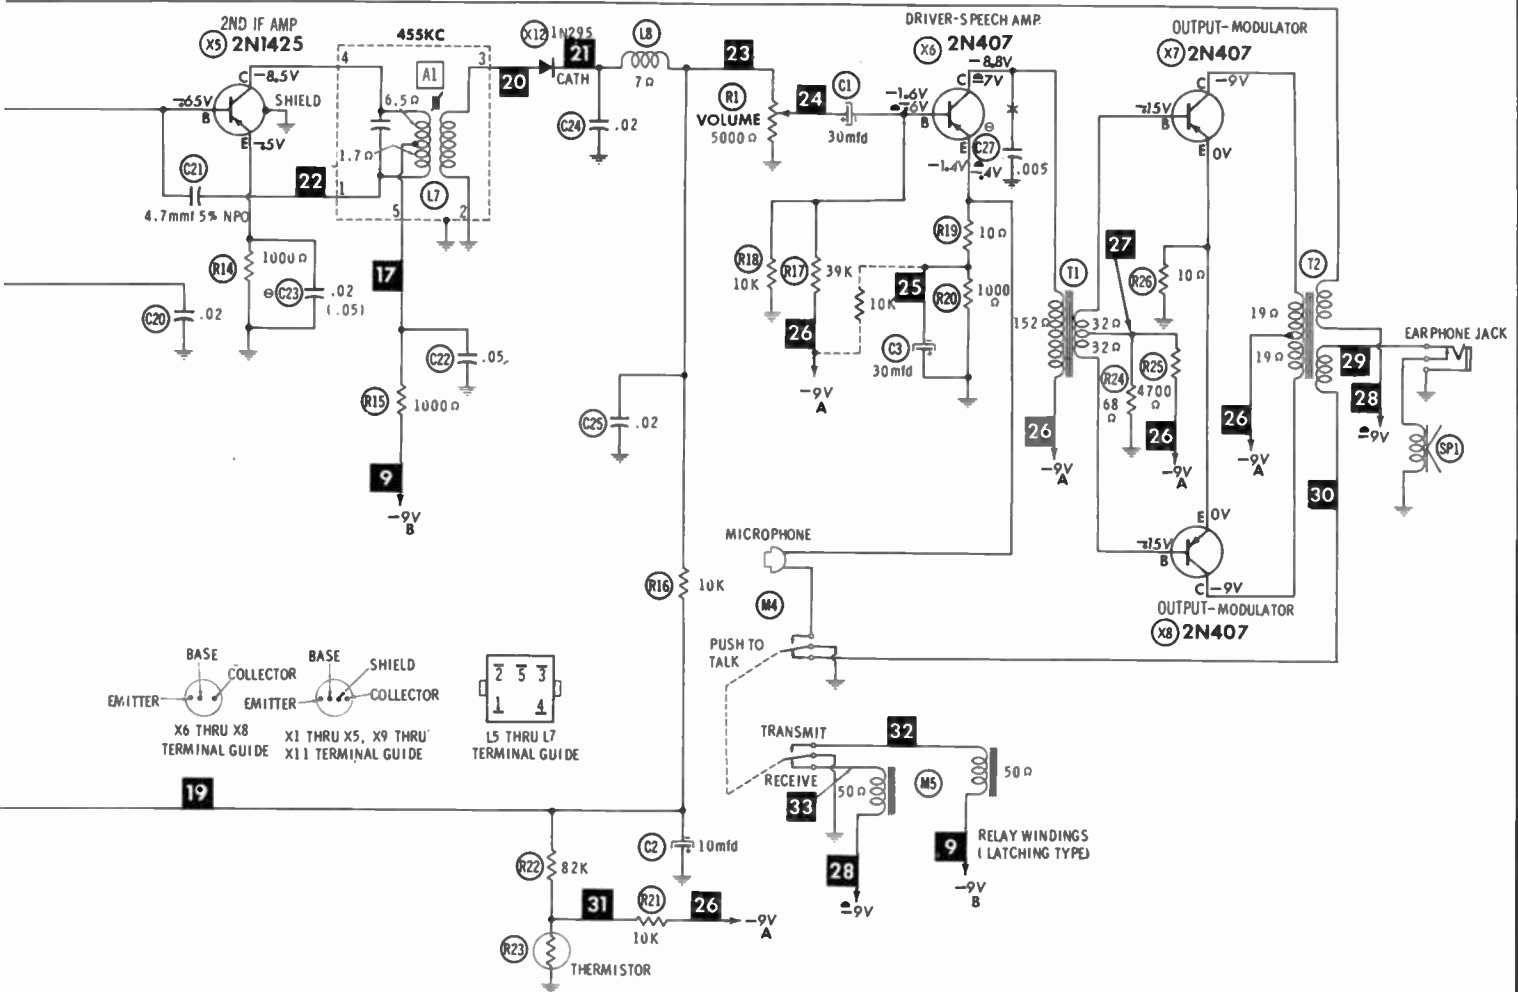 2ND IF AMP
X5 2N1425
-8.5V
C
-.65V
B
SHIELD
E
-.5V
C21
4.7mmf 5% NPO
22
R14
1000Ω
C23
.02
(.05)
C20
.02
455KC
4
3
A1
6.5Ω
1.7Ω
L7
1
5
2
17
C22
.05
R15
1000Ω
9
-9V
B
20
X12 1N295
21
CATH
L8
7Ω
C24
.02
23
R1
VOLUME
5000Ω
24
C1
30mfd
DRIVER-SPEECH AMP.
X6 2N407
-8.8V
.7V
C
-1.6V
.6V
B
E
-1.4V
.4V
C27
.005
R18
10K
R17
39K
26
-9V
A
10K
25
R19
10Ω
R20
1000
Ω
C3
30mfd
T1
152Ω
32Ω
32Ω
26
-9V
A
27
R24
68
Ω
R25
4700
Ω
26
-9V
A
OUTPUT-MODULATOR
X7 2N407
C
-9V
-.15V
B
E
0V
R26
10Ω
T2
19Ω
19Ω
26
-9V
A
29
28
-9V
EARPHONE JACK
SP1
30
E
0V
-.15V
B
C
-9V
OUTPUT-MODULATOR
X8 2N407
C25
.02
R16
10K
MICROPHONE
M4
PUSH TO
TALK
TRANSMIT
RECEIVE
32
33
50Ω
M5
50Ω
28
-9V
9
-9V
B
RELAY WINDINGS
(LATCHING TYPE)
BASE
COLLECTOR
EMITTER
X6 THRU X8
TERMINAL GUIDE
BASE
SHIELD
EMITTER
COLLECTOR
X1 THRU X5, X9 THRU
X11 TERMINAL GUIDE
2 5 3
1 4
L5 THRU L7
TERMINAL GUIDE
19
C2
10mfd
R22
82K
31
R21
10K
26
-9V
A
R23
THERMISTOR